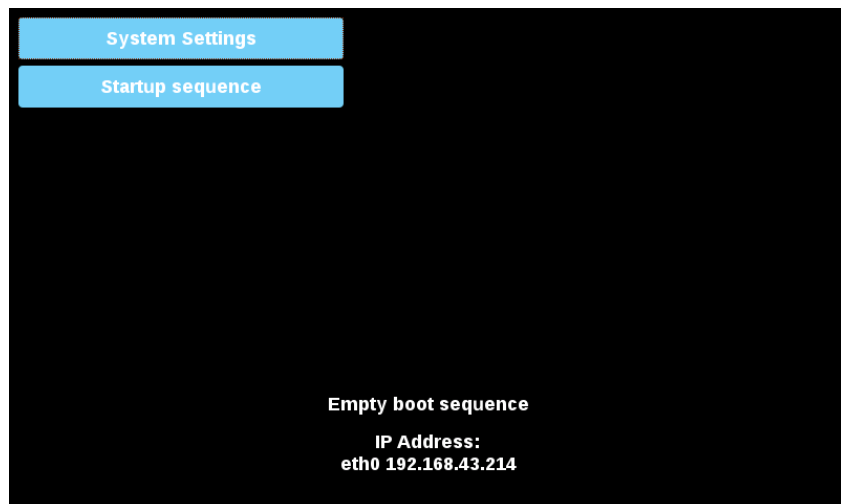 System Settings
Startup sequence
Empty boot sequence
IP Address:
eth0 192.168.43.214